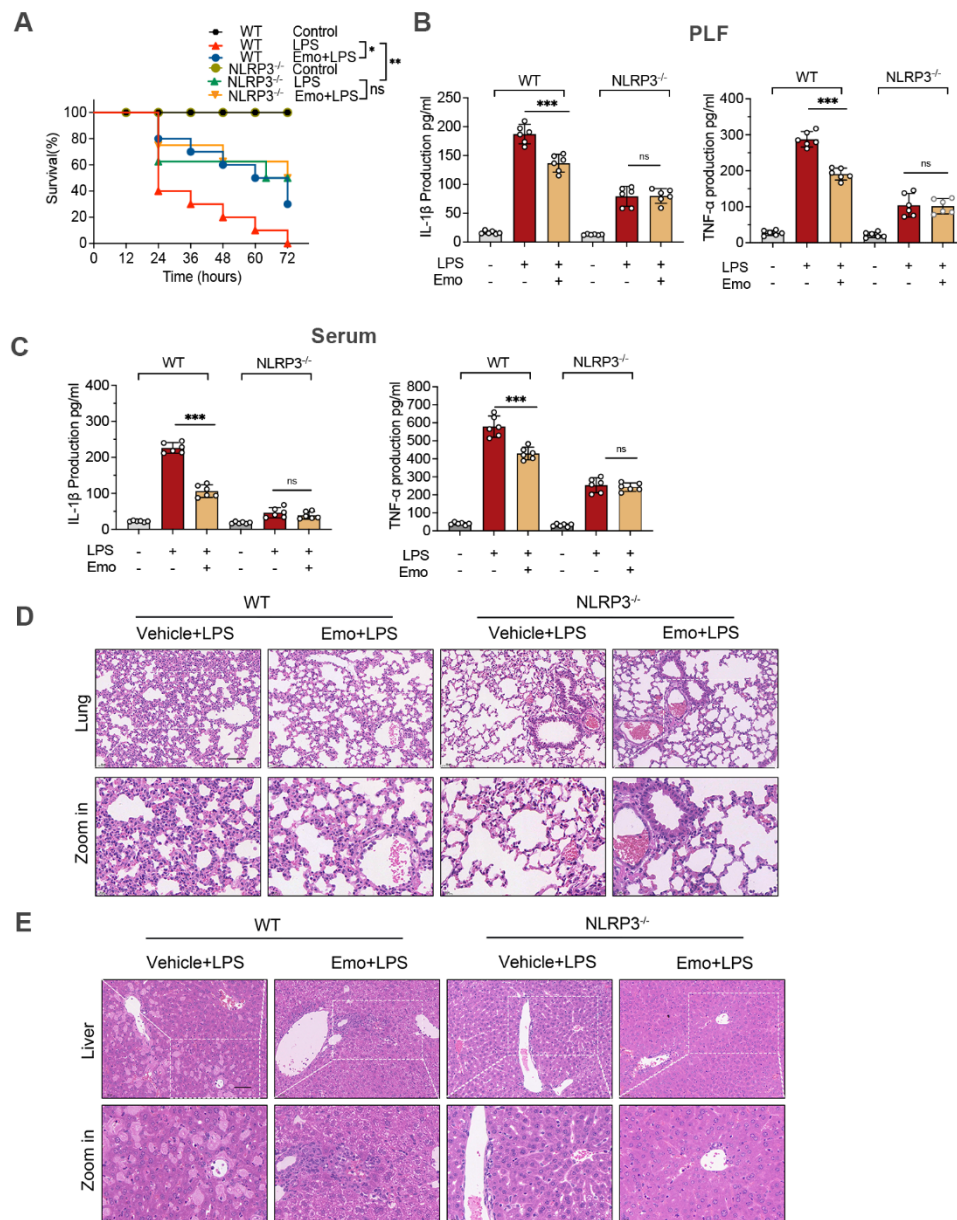 A
WT Control
WT LPS
WT Emo+LPS
NLRP3-/- Control
NLRP3-/- LPS
NLRP3-/- Emo+LPS
*
**
ns
Survival(%)
100
80
60
40
20
0
0 12 24 36 48 60 72
Time (hours)
B
PLF
WT NLRP3-/-
IL-1β Production pg/ml
250
200
150
100
50
0
***
ns
LPS - + + - + +
Emo - - + - - +
WT NLRP3-/-
TNF-α production pg/ml
400
300
200
100
0
***
ns
- + + - + +
- - + - - +
C
Serum
WT NLRP3-/-
IL-1β Production pg/ml
400
300
200
100
0
***
ns
LPS - + + - + +
Emo - - + - - +
WT NLRP3-/-
TNF-α production pg/ml
800
700
600
500
400
300
200
100
0
***
ns
LPS - + + - + +
Emo - - + - - +
D
WT NLRP3-/-
Vehicle+LPS Emo+LPS Vehicle+LPS Emo+LPS
Lung
Zoom in
E
WT NLRP3-/-
Vehicle+LPS Emo+LPS Vehicle+LPS Emo+LPS
Liver
Zoom in